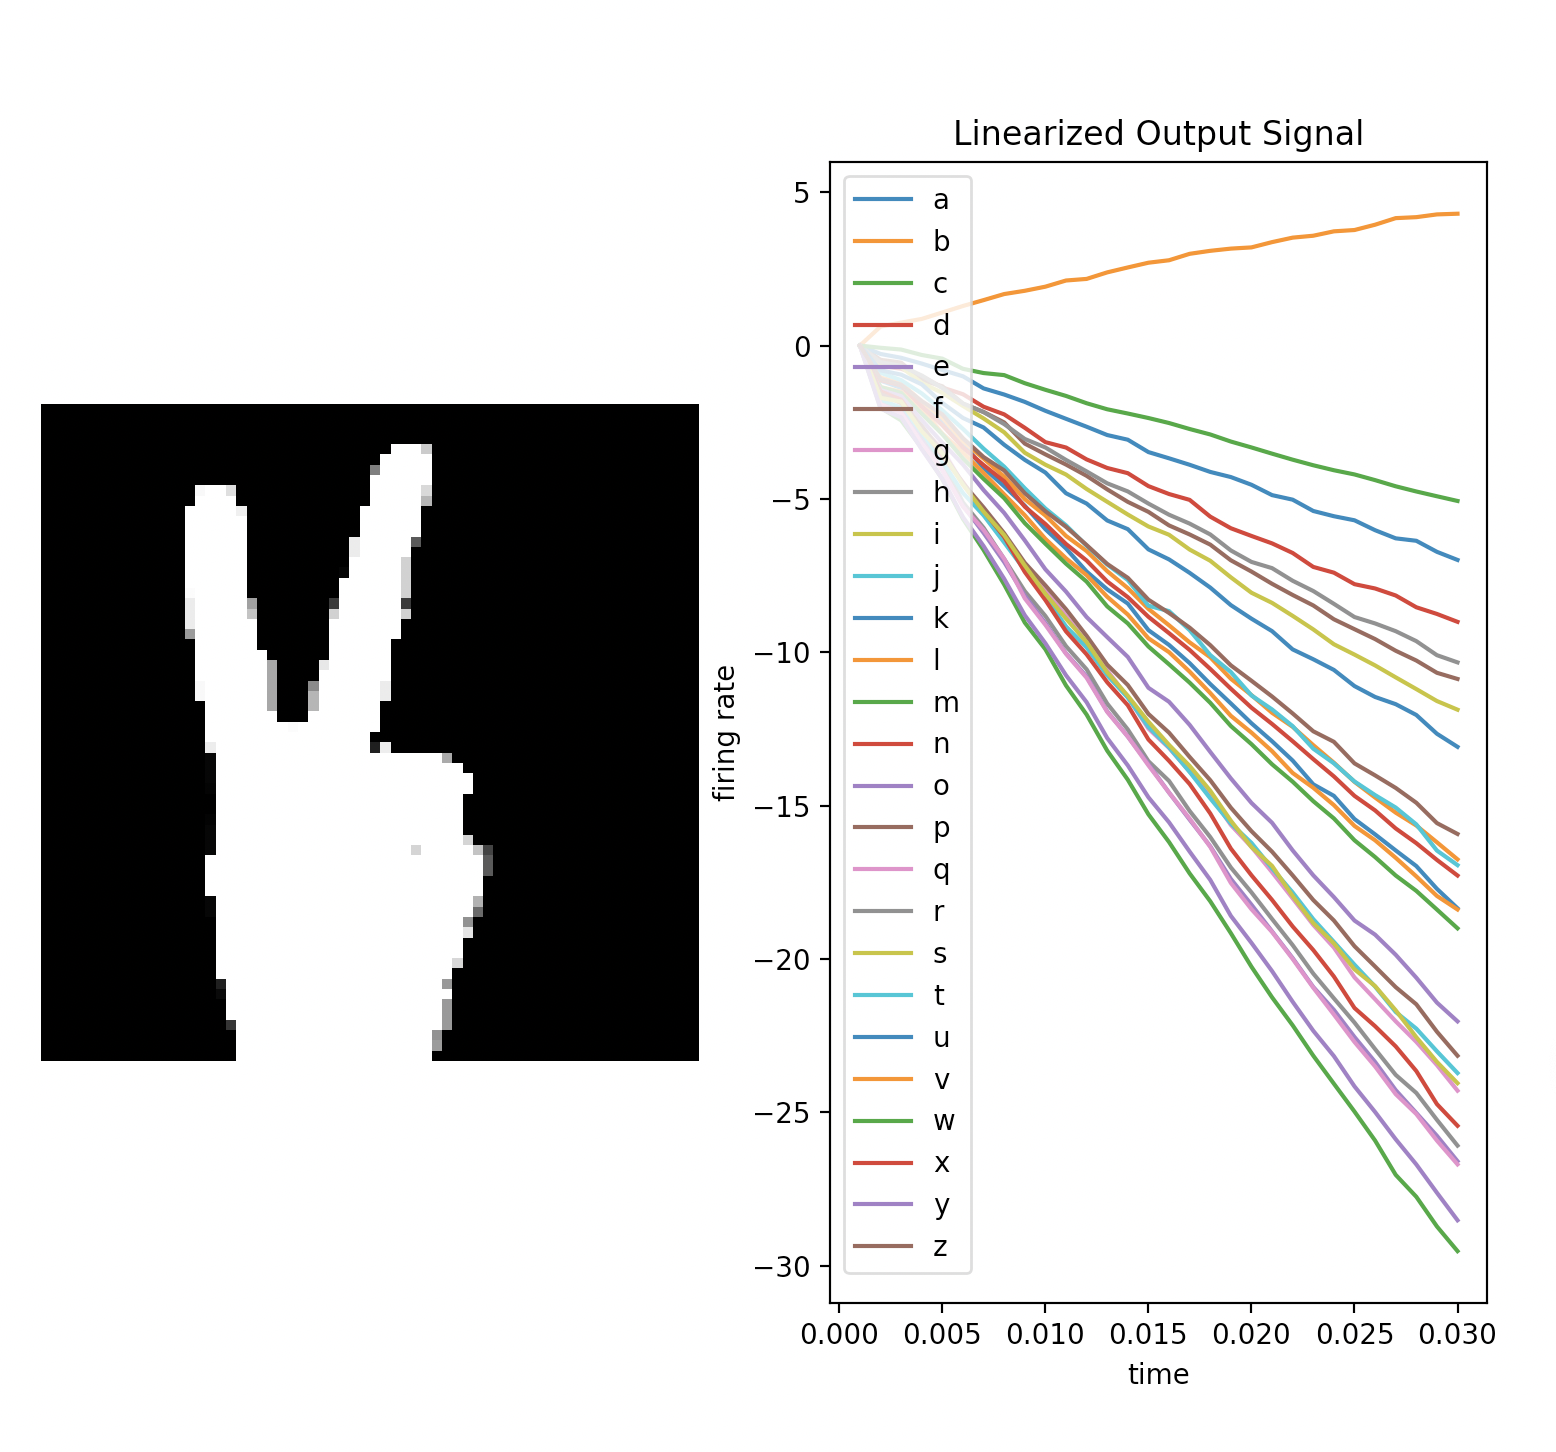 Linearized Output Signal
5
0
−5
−10
−15
−20
−25
−30
firing rate
a
b
c
d
e
f
g
h
i
j
k
l
m
n
o
p
q
r
s
t
u
v
w
x
y
z
0.000 0.005 0.010 0.015 0.020 0.025 0.030
time